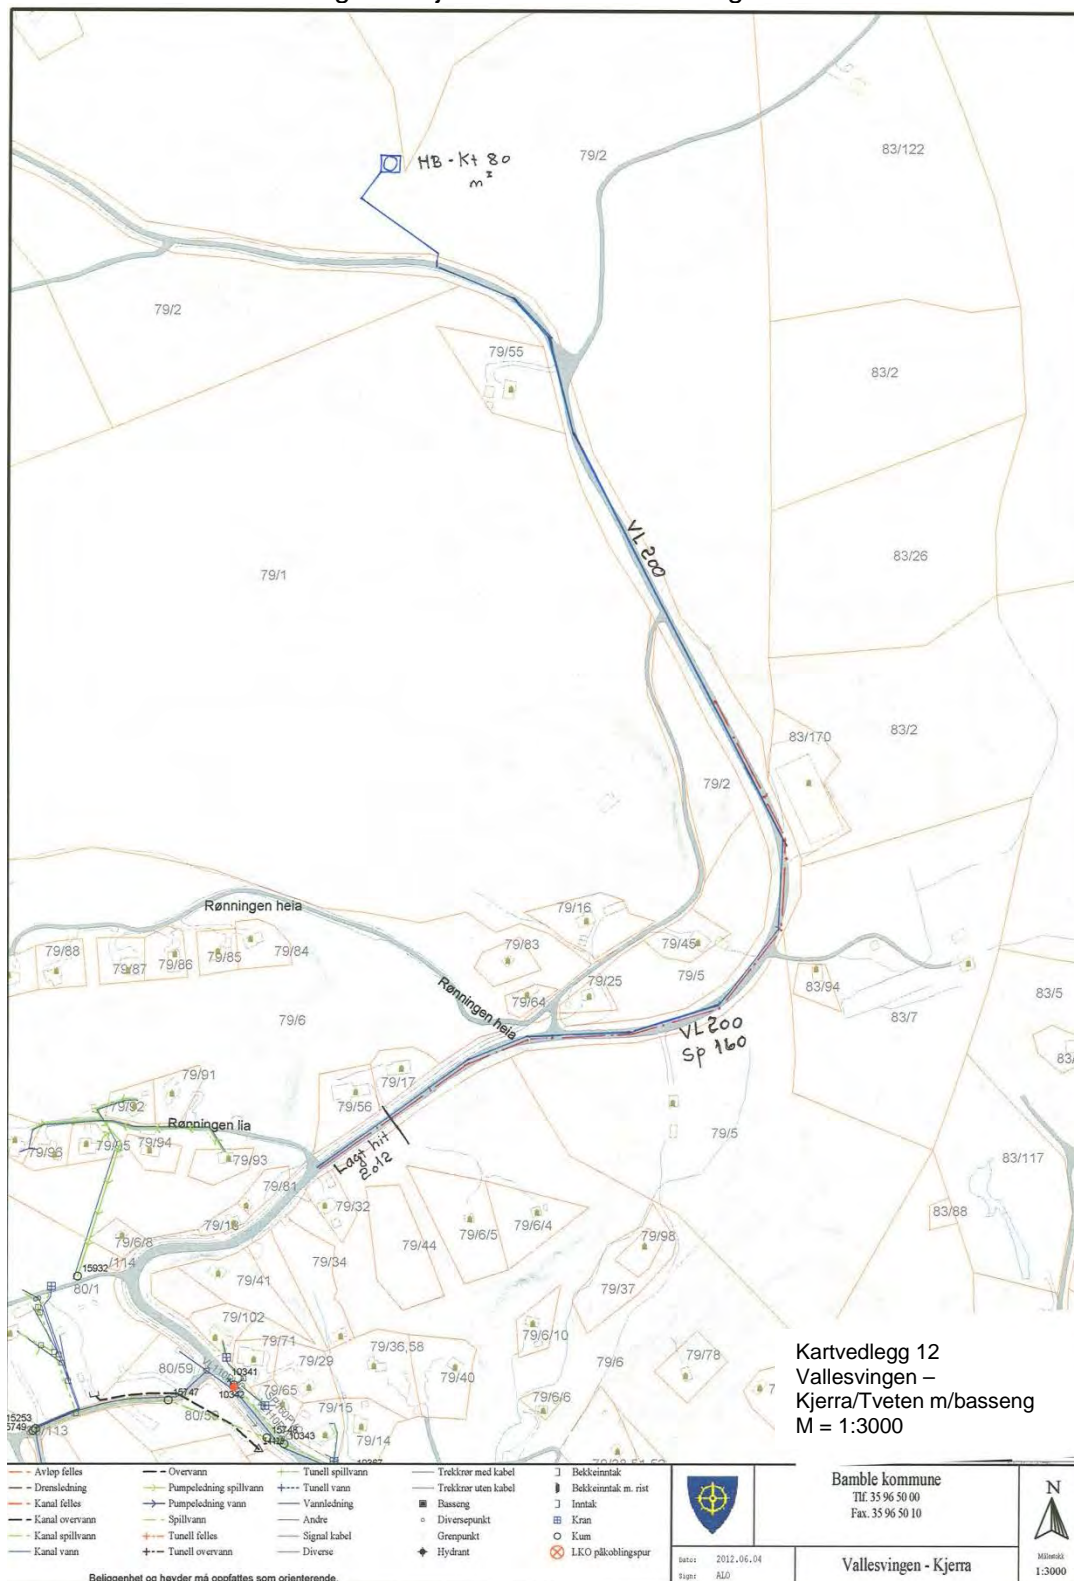 HB - Kt 80
79/2
83/122
79/2
79/55
83/2
VL 200
83/26
79/1
83/170
83/2
79/2
Rønningen heia
79/16
79/88
79/87
79/86
79/85
79/84
79/83
79/45
79/25
79/5
83/94
83/5
Rønningen heia
79/64
79/6
83/7
VL 200
Sp 160
79/17
79/56
79/91
79/92
Rønningen lia
79/95
79/94
79/93
79/5
Lagt hit
2012
83/117
79/81
79/32
83/88
79/6/8
79/44
79/6/5
79/6/4
79/98
/114
15932
80/1
79/41
79/34
79/37
79/102
79/71
79/29
79/36,58
79/6/10
79/6
79/78
80/59
10341
10342
79/40
79/65
15747
79/6/6
79/15
15253
15748
10343
79/14
Kartvedlegg 12
Vallesvingen –
Kjerra/Tveten m/basseng
M = 1:3000
Avløp felles
Drensledning
Kanal felles
Kanal overvann
Kanal spillvann
Kanal vann
Overvann
Pumpeledning spillvann
Pumpeledning vann
Spillvann
Tunell felles
Tunell overvann
Tunell spillvann
Tunell vann
Vannledning
Andre
Signal kabel
Diverse
Trekkrør med kabel
Trekkrør uten kabel
Basseng
Diversepunkt
Grenpunkt
Hydrant
Bekkeinntak
Bekkeinntak m. rist
Inntak
Kran
Kum
LKO påkoblingspur
Beliggenhet og høyder må oppfattes som orienterende.
Bamble kommune
Tlf. 35 96 50 00
Fax. 35 96 50 10
Dato: 2012.06.04
Sign: ALO
Vallesvingen - Kjerra
N
Målestokk
1:3000